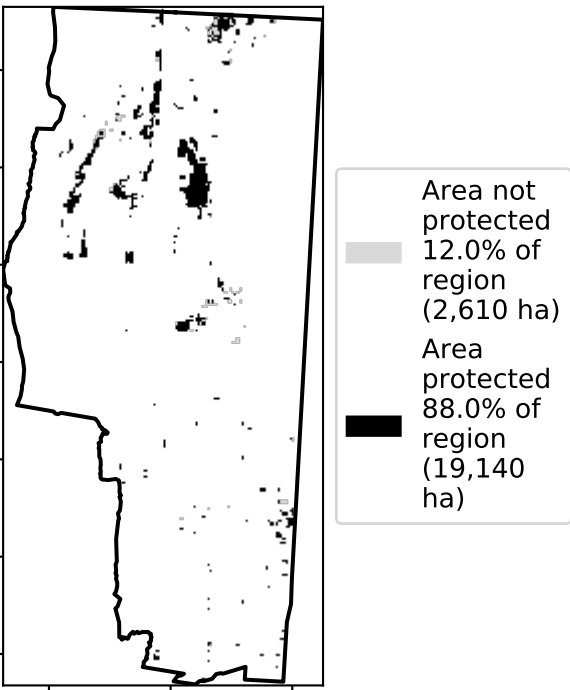 Area not
protected
12.0% of
region
(2,610 ha)
Area
protected
88.0% of
region
(19,140
ha)